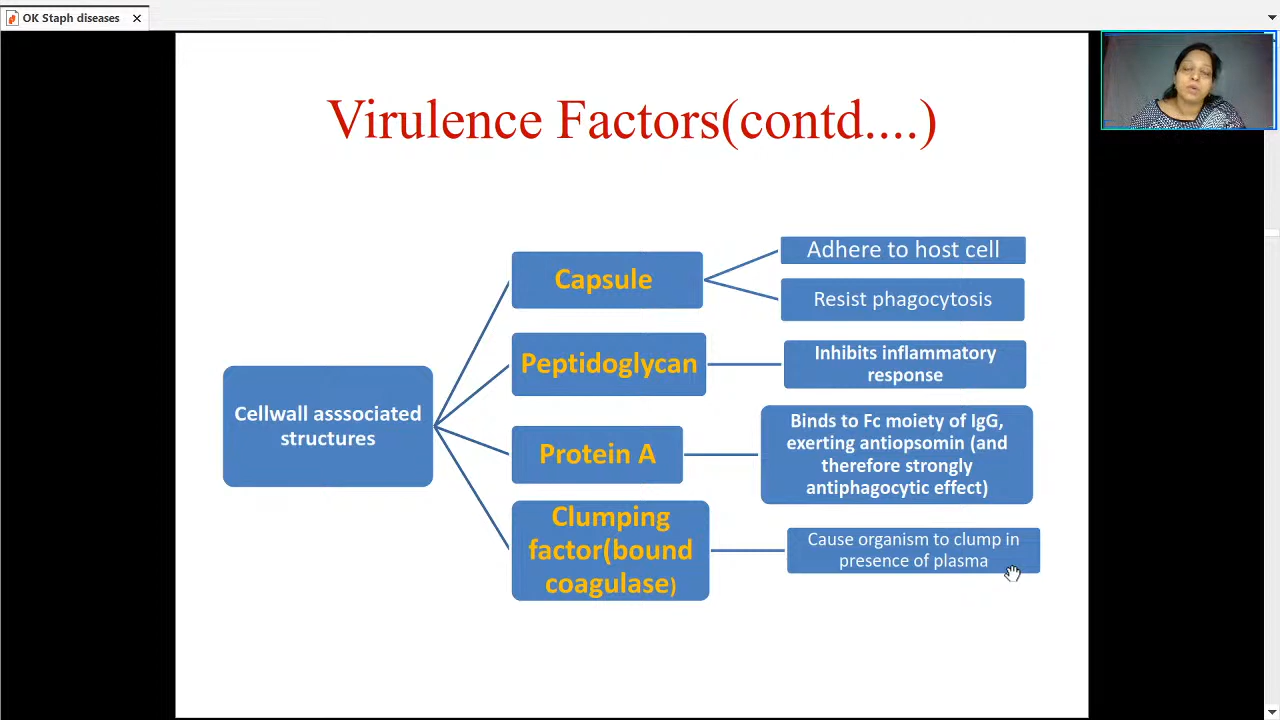 OK Staph diseases
Virulence Factors(contd....)
Cellwall asssociated
structures
Capsule
Adhere to host cell
Resist phagocytosis
Peptidoglycan
Inhibits inflammatory
response
Protein A
Binds to Fc moiety of IgG,
exerting antiopsomin (and
therefore strongly
antiphagocytic effect)
Clumping
factor(bound
coagulase)
Cause organism to clump in
presence of plasma